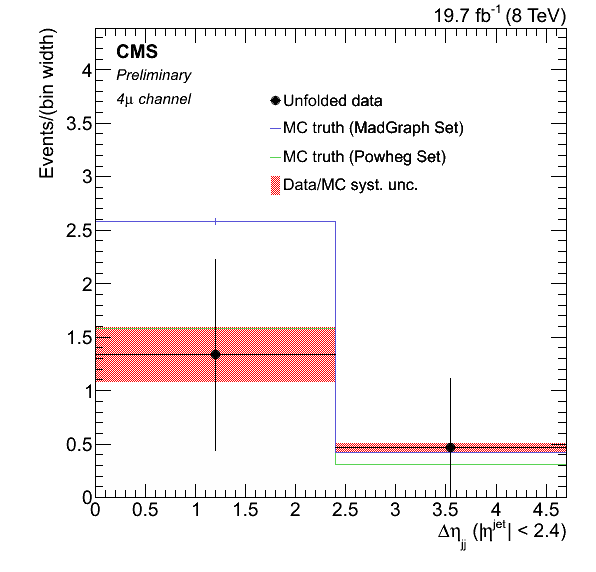 19.7 fb⁻¹ (8 TeV)
CMS
Preliminary
4μ channel
Unfolded data
MC truth (MadGraph Set)
MC truth (Powheg Set)
Data/MC syst. unc.
Events/(bin width)
4
3.5
3
2.5
2
1.5
1
0.5
0
0 0.5 1 1.5 2 2.5 3 3.5 4 4.5
Δη_jj (|η^jet| < 2.4)